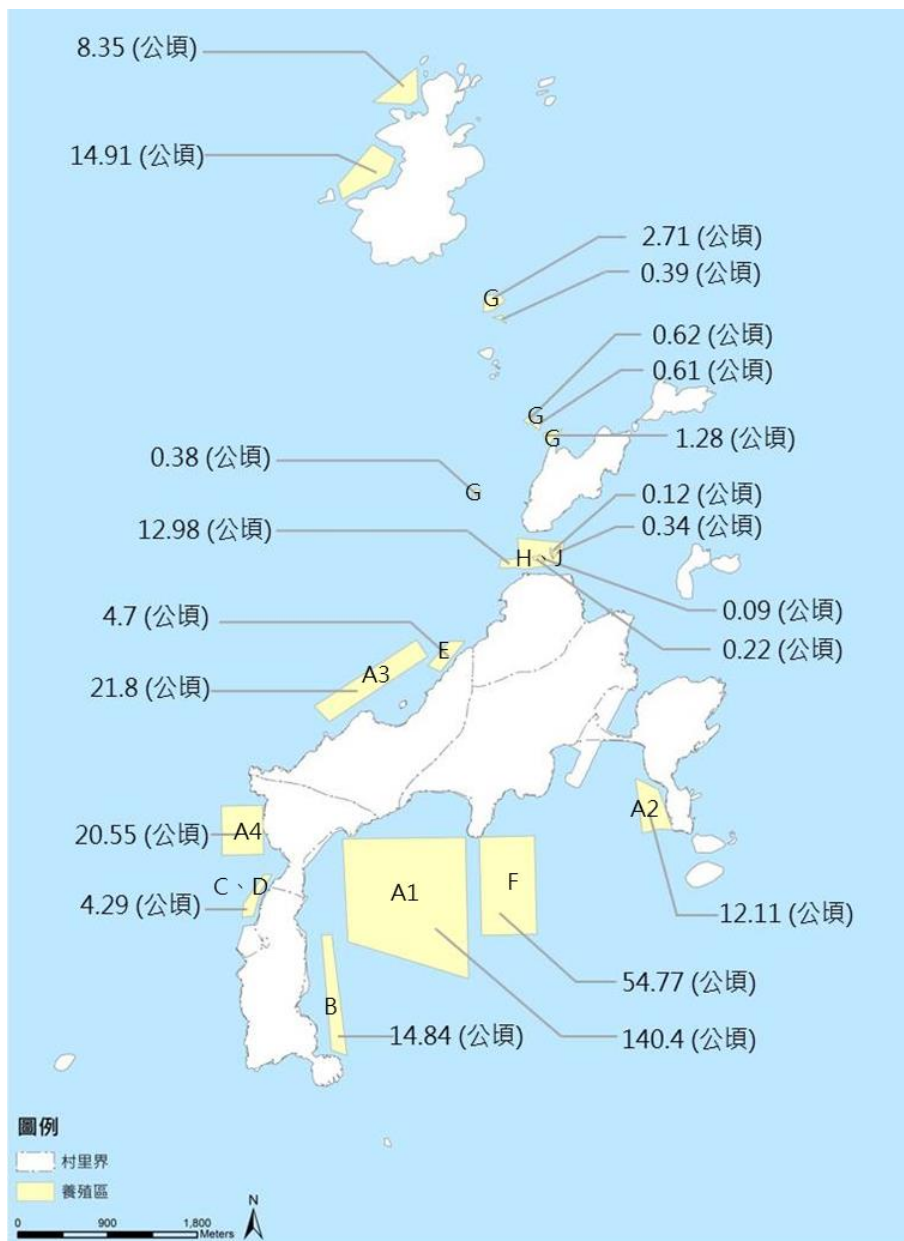 8.35 (公頃)
14.91 (公頃)
2.71 (公頃)
G
0.39 (公頃)
0.62 (公頃)
0.61 (公頃)
G
G
1.28 (公頃)
0.38 (公頃)
G
0.12 (公頃)
12.98 (公頃)
0.34 (公頃)
H、J
4.7 (公頃)
0.09 (公頃)
E
0.22 (公頃)
A3
21.8 (公頃)
A2
20.55 (公頃)
A4
C、D
F
A1
4.29 (公頃)
12.11 (公頃)
54.77 (公頃)
B
14.84 (公頃)
140.4 (公頃)
圖例
村里界
養殖區
N
0 900 1,800
Meters